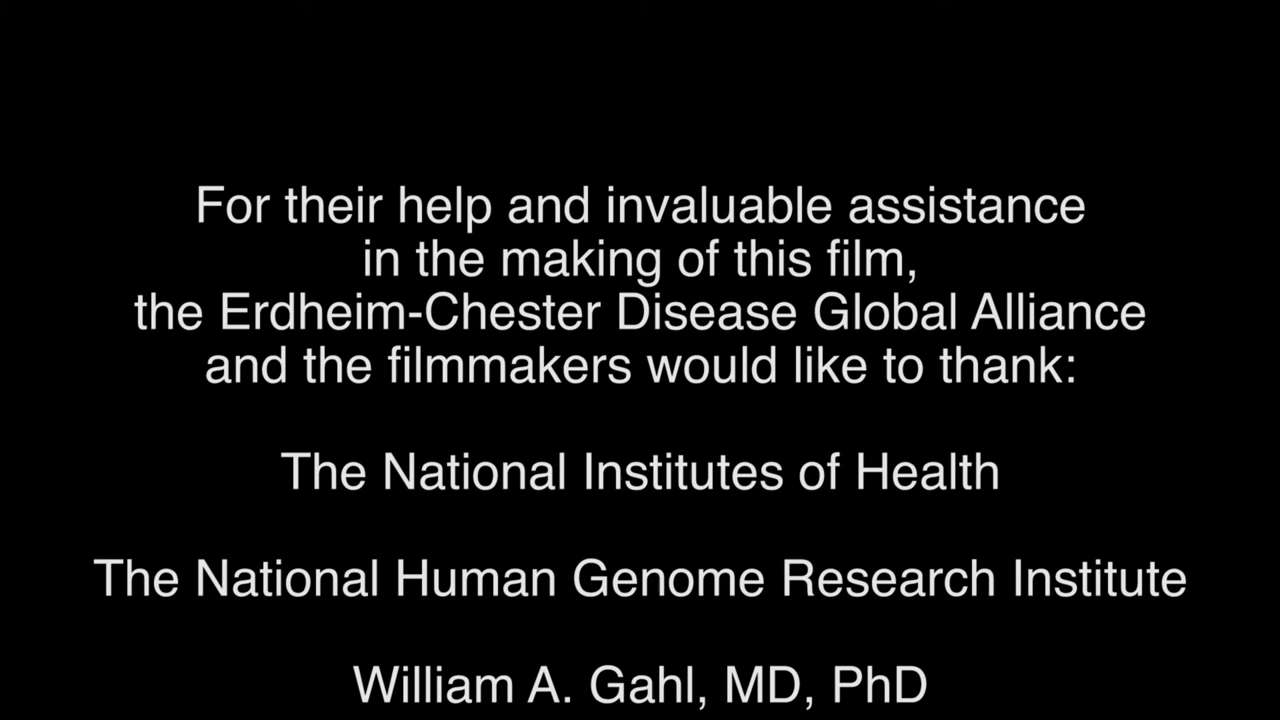 For their help and invaluable assistance
in the making of this film,
the Erdheim-Chester Disease Global Alliance
and the filmmakers would like to thank:
The National Institutes of Health
The National Human Genome Research Institute
William A. Gahl, MD, PhD